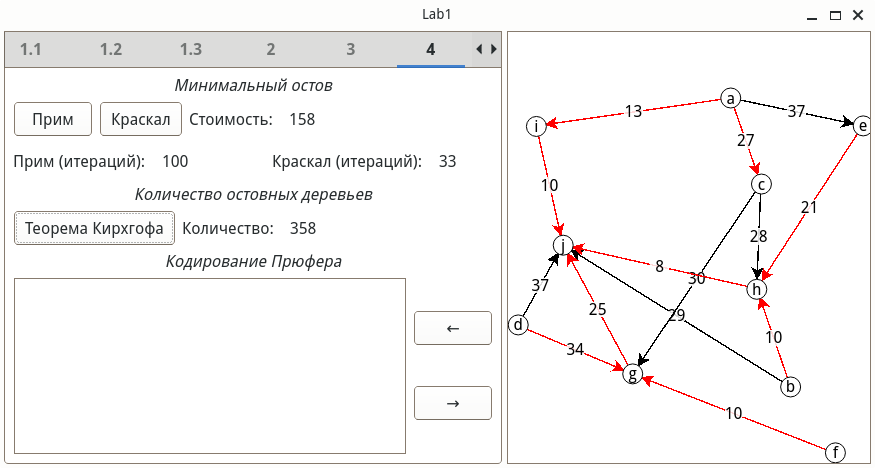 Lab1
1.1 1.2 1.3 2 3 4
Минимальный остов
Прим Краскал Стоимость: 158
Прим (итераций): 100 Краскал (итераций): 33
Количество остовных деревьев
Теорема Кирхгофа Количество: 358
Кодирование Прюфера
←
→
a
13 37
i e
27
10 c
21
28
j
8 30 h
37 25 29
d
34 10
g b
10
f